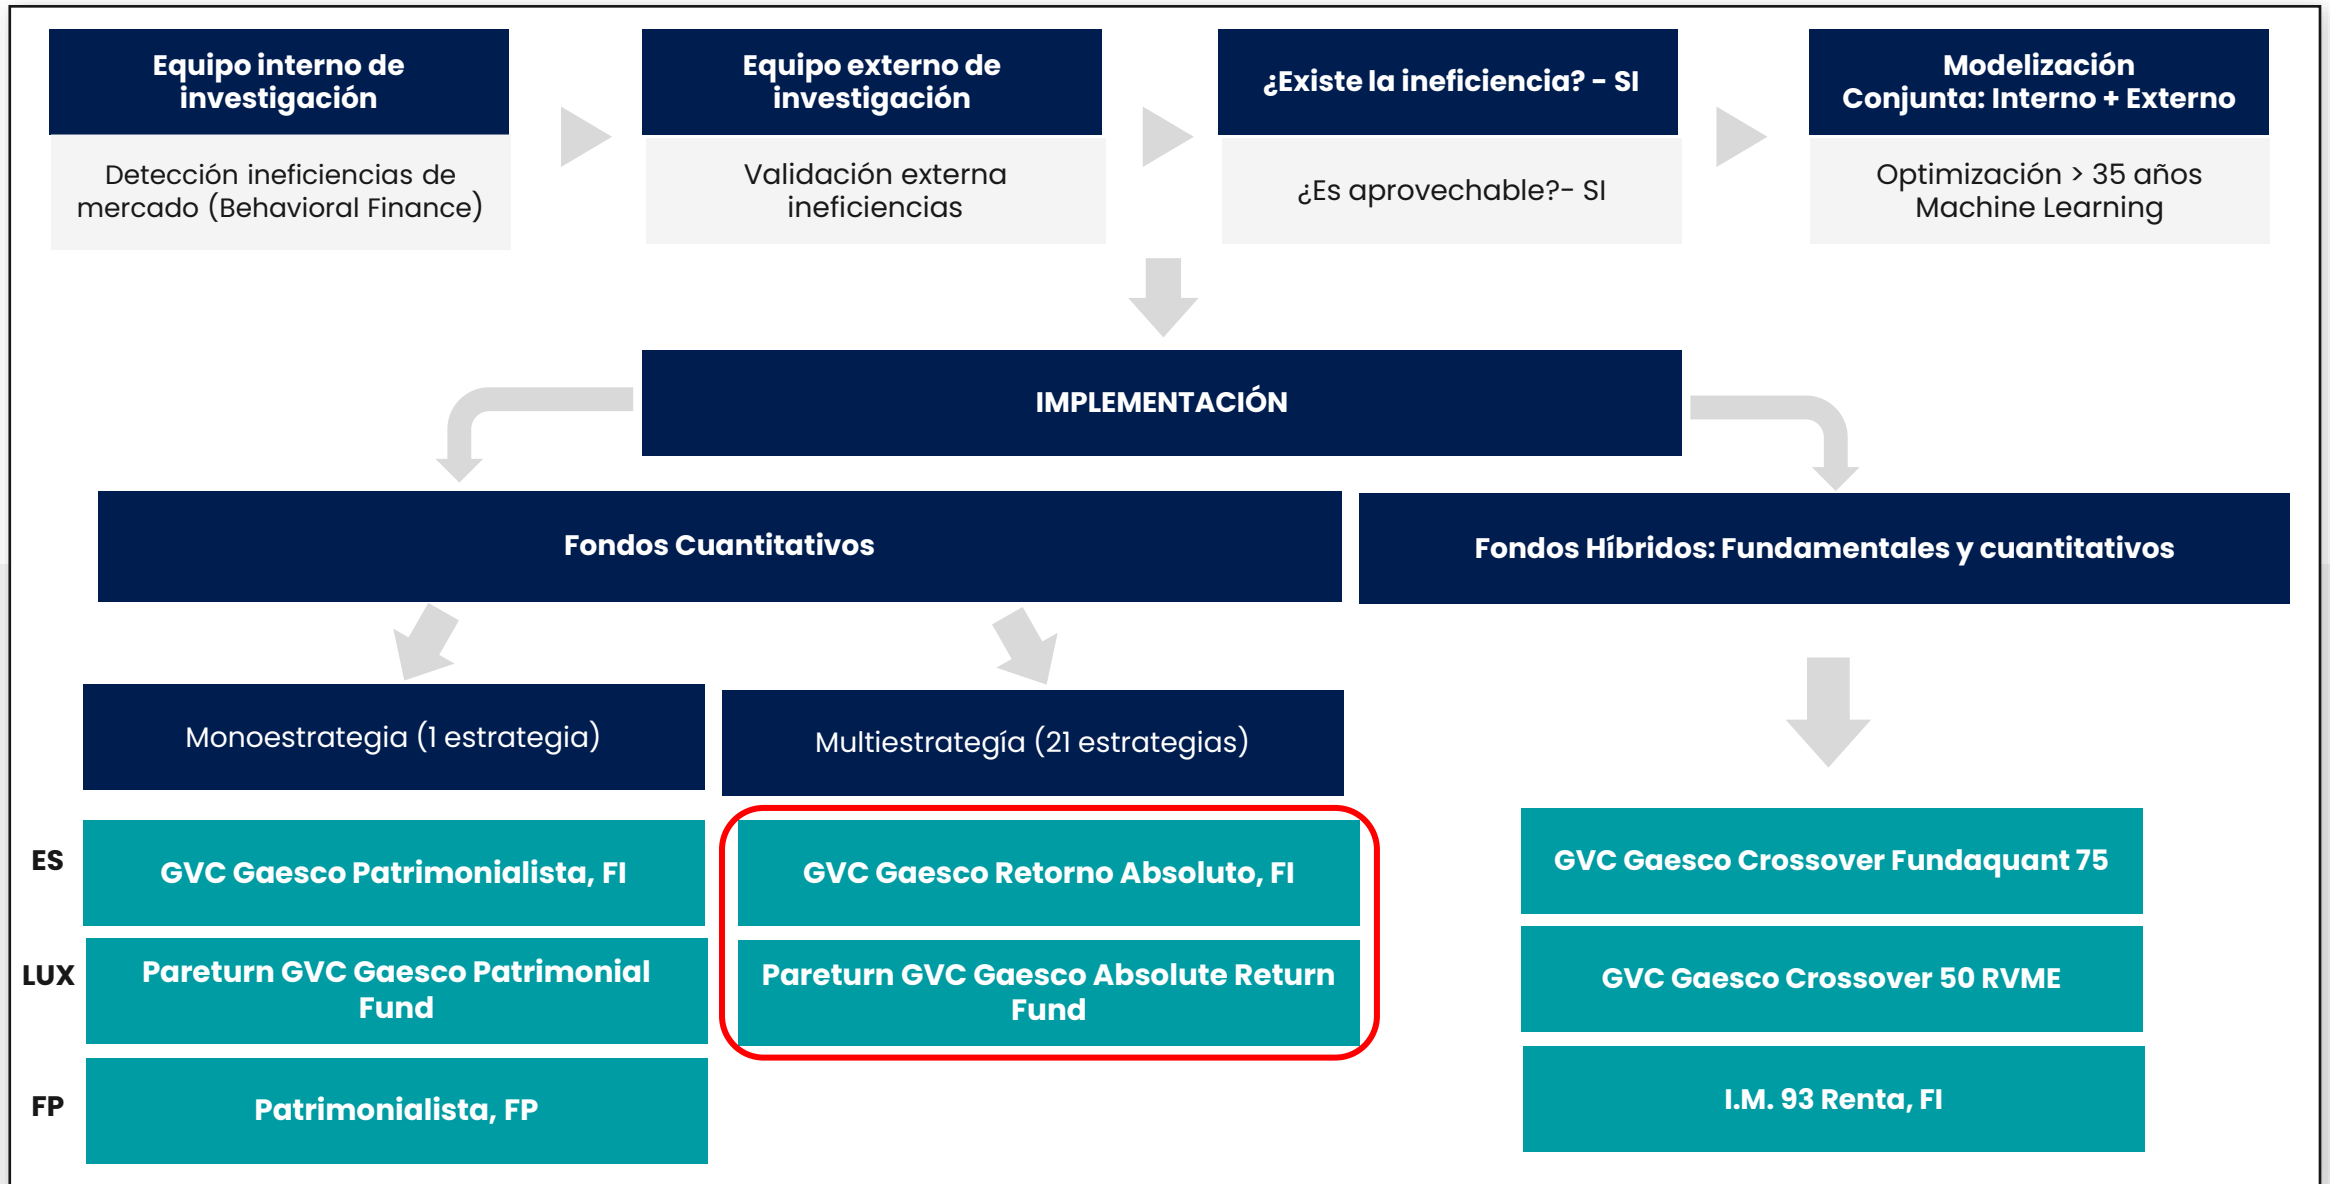 Equipo interno de
investigación
Detección ineficiencias de
mercado (Behavioral Finance)
Equipo externo de
investigación
Validación externa
ineficiencias
¿Existe la ineficiencia? - SI
¿Es aprovechable?- SI
Modelización
Conjunta: Interno + Externo
Optimización > 35 años
Machine Learning
IMPLEMENTACIÓN
Fondos Cuantitativos
Fondos Híbridos: Fundamentales y cuantitativos
Monoestrategia (1 estrategia)
Multiestrategía (21 estrategias)
ES
GVC Gaesco Patrimonialista, FI
GVC Gaesco Retorno Absoluto, FI
GVC Gaesco Crossover Fundaquant 75
LUX
Pareturn GVC Gaesco Patrimonial
Fund
Pareturn GVC Gaesco Absolute Return
Fund
GVC Gaesco Crossover 50 RVME
FP
Patrimonialista, FP
I.M. 93 Renta, FI